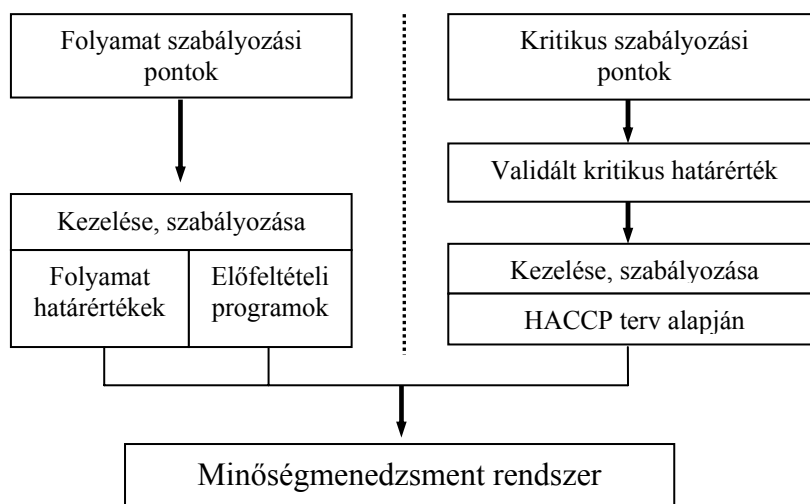 Folyamat szabályozási
pontok
Kezelése, szabályozása
Folyamat
határértékek
Előfeltételi
programok
Kritikus szabályozási
pontok
Validált kritikus határérték
Kezelése, szabályozása
HACCP terv alapján
Minőségmenedzsment rendszer